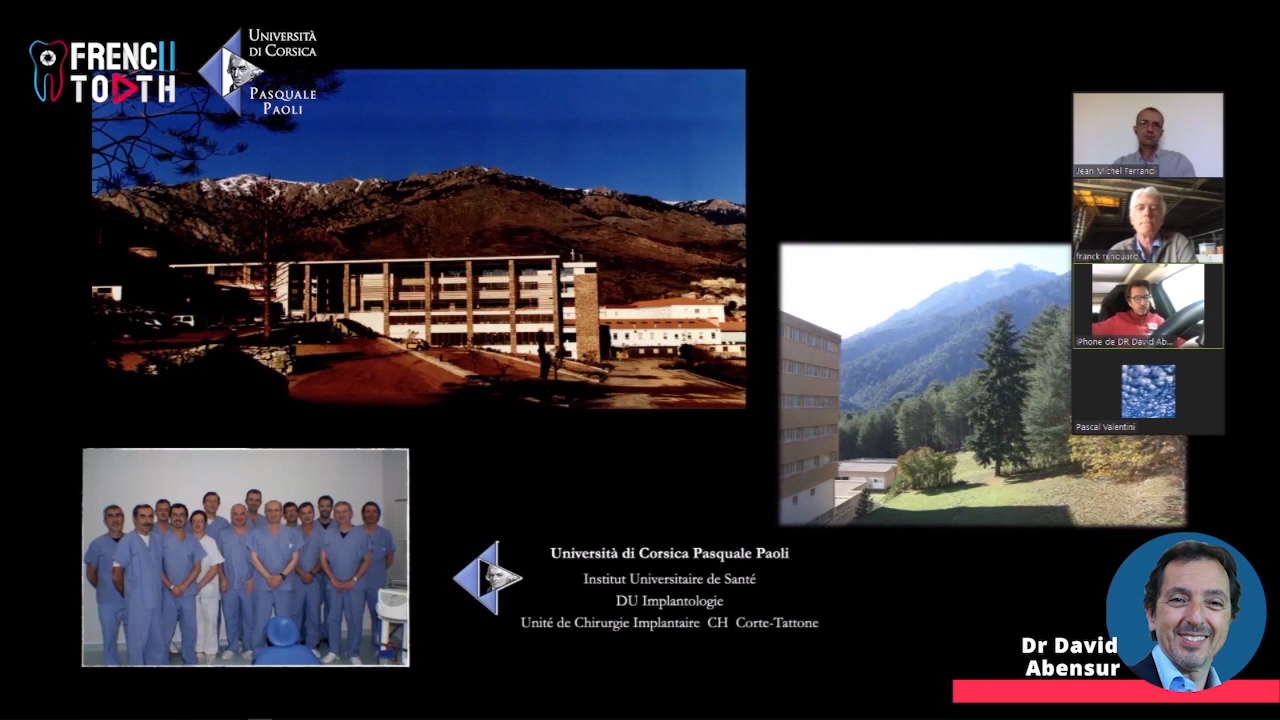 FRENCH
TOOTH
UNIVERSITÀ
DI CORSICA
PASQUALE
PAOLI
Jean Michel Ferrandi
franck renouard
iPhone de DR David Ab...
Pascal Valentini
Università di Corsica Pasquale Paoli
Institut Universitaire de Santé
DU Implantologie
Unité de Chirurgie Implantaire CH Corte-Tattone
Dr David
Abensur